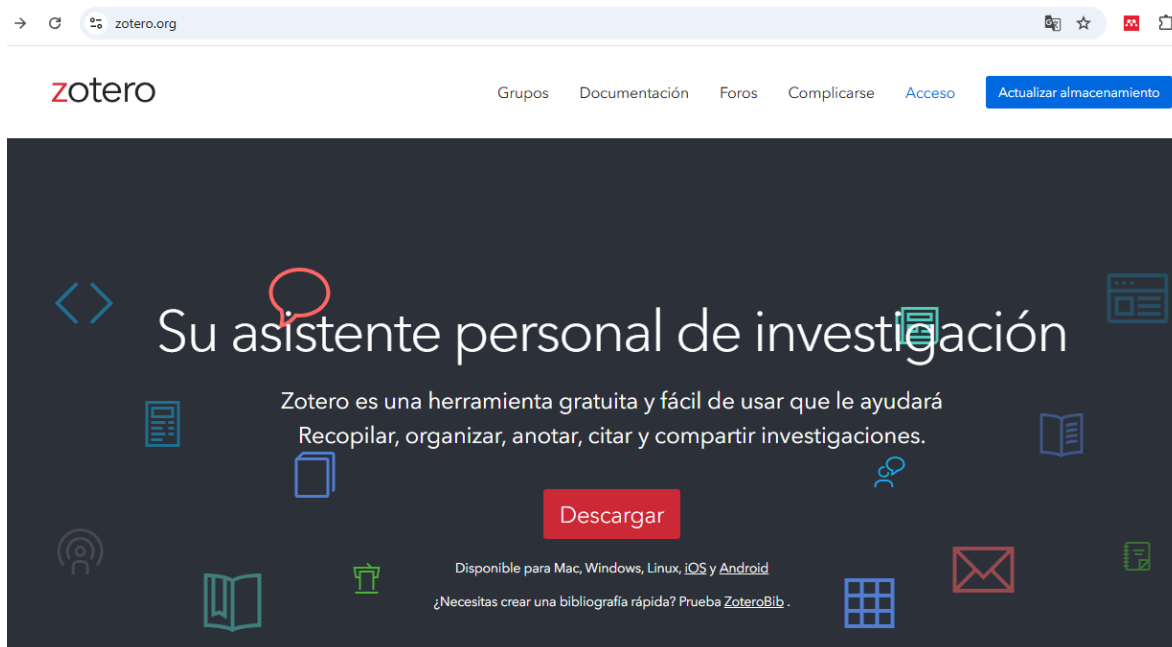 zotero.org
zotero
Grupos Documentación Foros Complicarse Acceso Actualizar almacenamiento
Su asistente personal de investigación
Zotero es una herramienta gratuita y fácil de usar que le ayudará
Recopilar, organizar, anotar, citar y compartir investigaciones.
Descargar
Disponible para Mac, Windows, Linux, iOS y Android
¿Necesitas crear una bibliografía rápida? Prueba ZoteroBib .